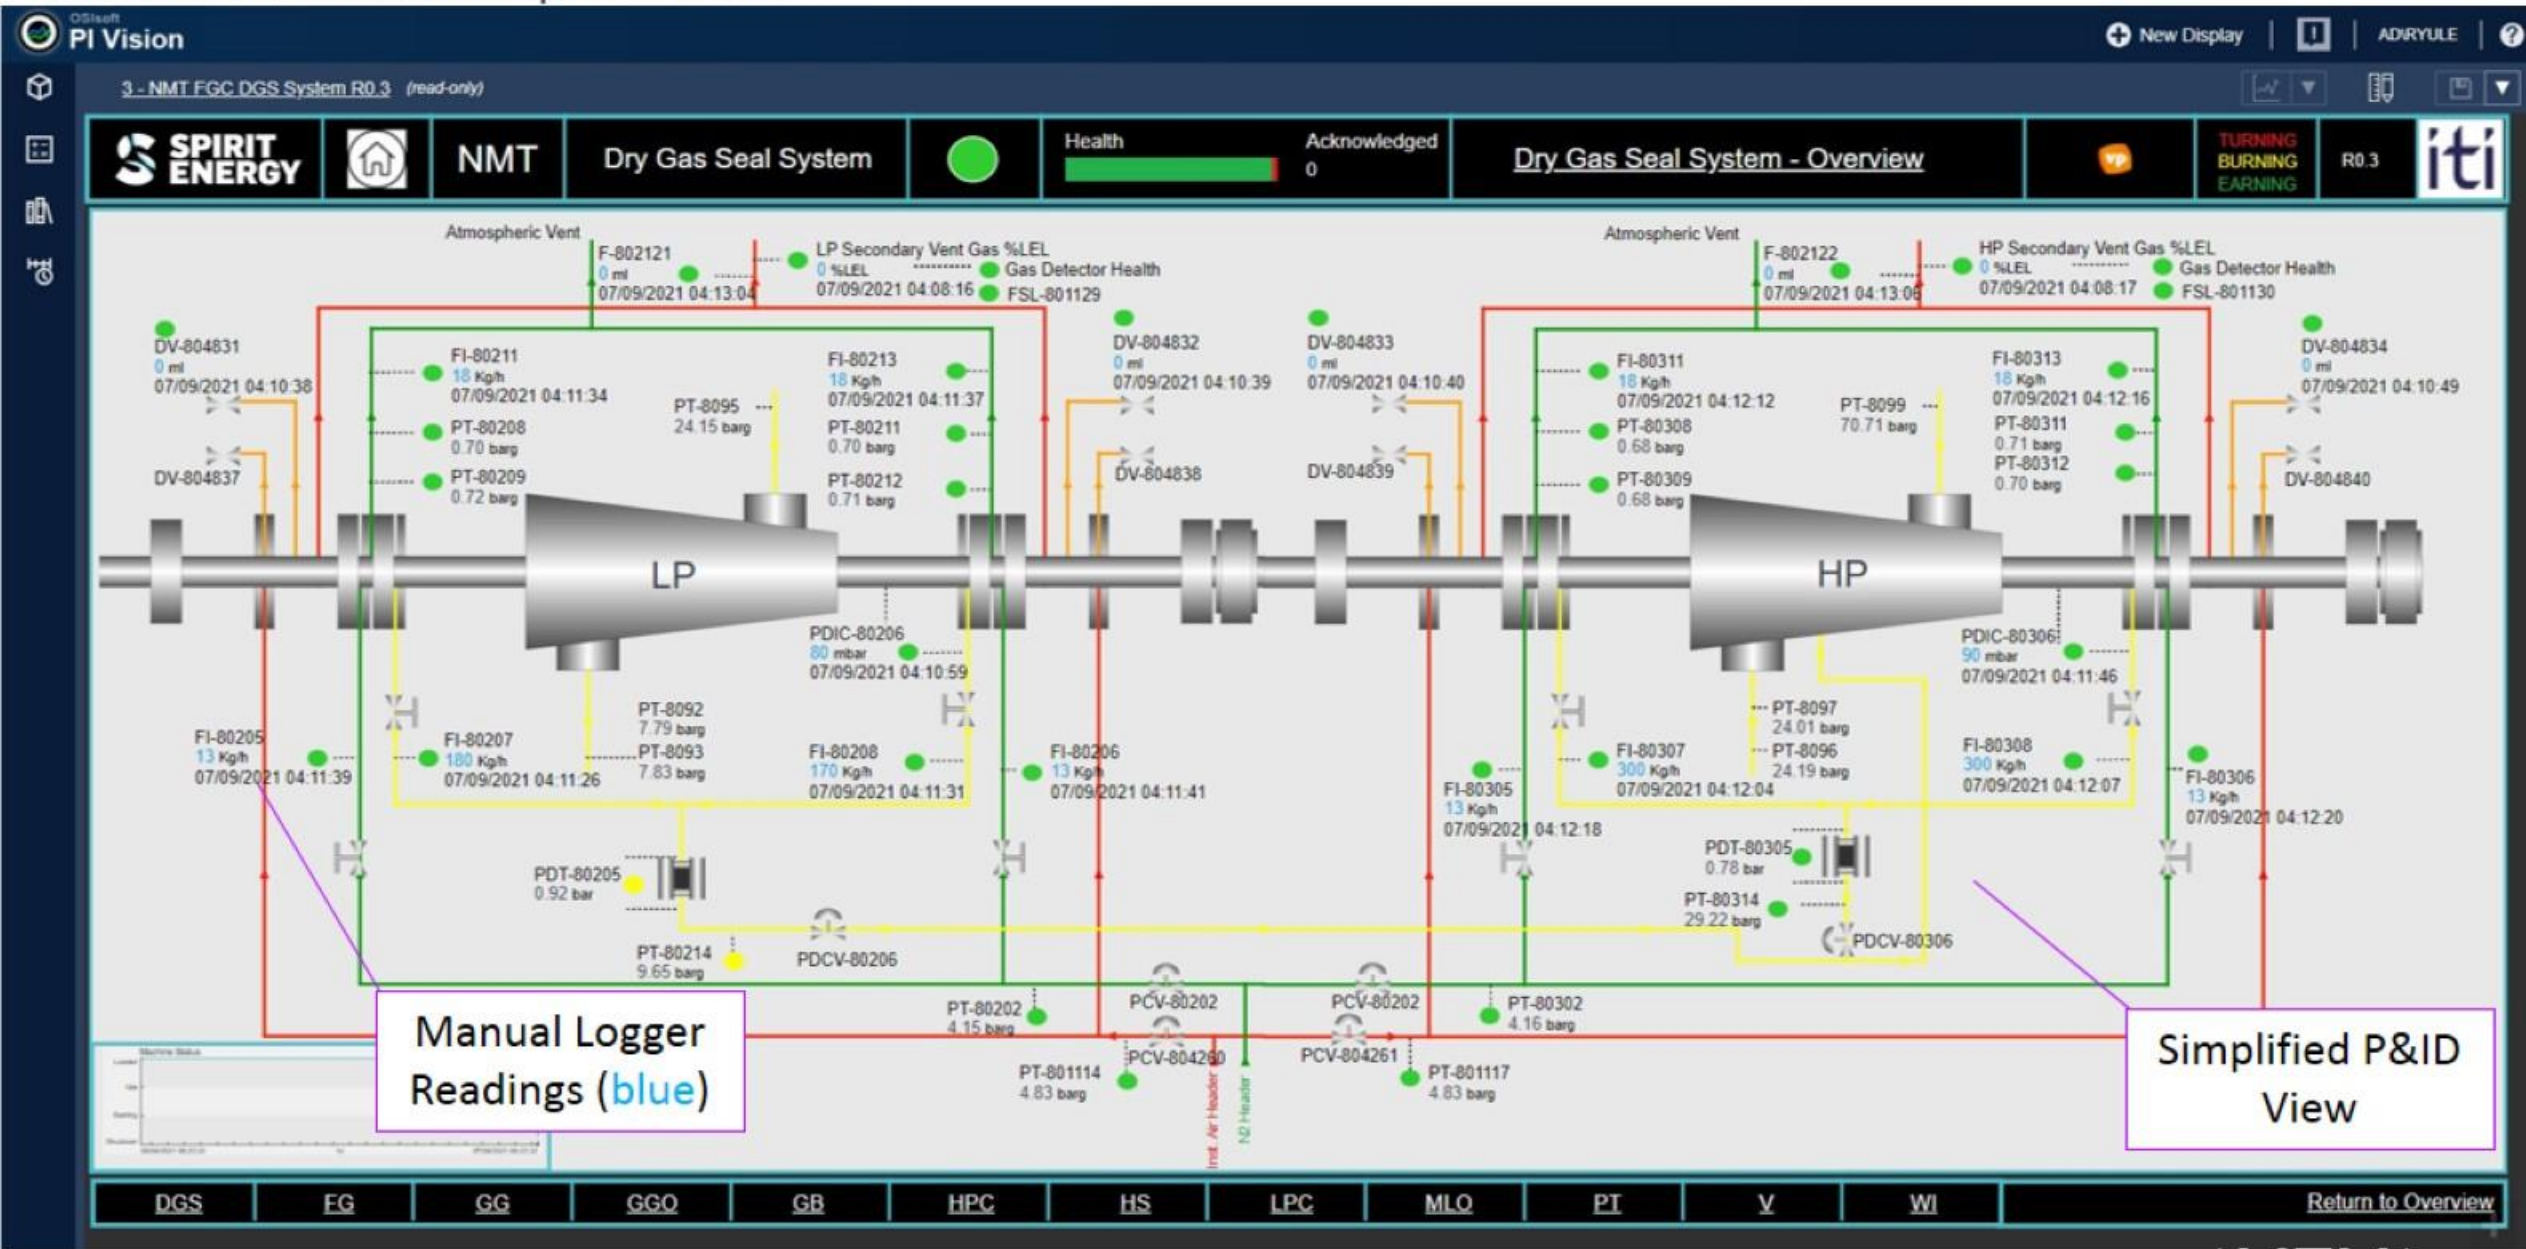 OSIsoft
PI Vision
New Display
AD\RYULE
3 - NMT FGC DGS System R0.3 (read-only)
SPIRIT
ENERGY
NMT
Dry Gas Seal System
Health
Acknowledged
0
Dry Gas Seal System - Overview
vp
TURNING
BURNING
EARNING
R0.3
iti
Atmospheric Vent
F-802121
0 ml
07/09/2021 04:13:04
LP Secondary Vent Gas %LEL
0 %LEL
07/09/2021 04:08:16
Gas Detector Health
FSL-801129
Atmospheric Vent
F-802122
0 ml
07/09/2021 04:13:06
HP Secondary Vent Gas %LEL
0 %LEL
07/09/2021 04:08:17
Gas Detector Health
FSL-801130
DV-804831
0 ml
07/09/2021 04:10:38
DV-804837
FI-80211
18 Kg/h
07/09/2021 04:11:34
PT-80208
0.70 barg
PT-80209
0.72 barg
PT-8095
24.15 barg
FI-80213
18 Kg/h
07/09/2021 04:11:37
PT-80211
0.70 barg
PT-80212
0.71 barg
DV-804832
0 ml
07/09/2021 04:10:39
DV-804838
DV-804833
0 ml
07/09/2021 04:10:40
DV-804839
FI-80311
18 Kg/h
07/09/2021 04:12:12
PT-80308
0.68 barg
PT-80309
0.68 barg
PT-8099
70.71 barg
FI-80313
18 Kg/h
07/09/2021 04:12:16
PT-80311
0.71 barg
PT-80312
0.70 barg
DV-804834
0 ml
07/09/2021 04:10:49
DV-804840
LP
HP
PDIC-80206
80 mbar
07/09/2021 04:10:59
PDIC-80306
90 mbar
07/09/2021 04:11:46
FI-80205
13 Kg/h
07/09/2021 04:11:39
FI-80207
180 Kg/h
07/09/2021 04:11:26
PT-8092
7.79 barg
PT-8093
7.83 barg
FI-80208
170 Kg/h
07/09/2021 04:11:31
FI-80206
13 Kg/h
07/09/2021 04:11:41
FI-80305
13 Kg/h
07/09/2021 04:12:18
FI-80307
300 Kg/h
07/09/2021 04:12:04
PT-8097
24.01 barg
PT-8096
24.19 barg
FI-80308
300 Kg/h
07/09/2021 04:12:07
FI-80306
13 Kg/h
07/09/2021 04:12:20
PDT-80205
0.92 bar
PT-80214
9.65 barg
PDCV-80206
PDT-80305
0.78 bar
PT-80314
29.22 barg
PDCV-80306
PT-80202
4.15 barg
PCV-80202
PCV-80202
PT-80302
4.16 barg
PT-801114
4.83 barg
PCV-804260
PCV-804261
PT-801117
4.83 barg
Inst. Air Header
N2 Header
Machine Status
Manual Logger
Readings (blue)
Simplified P&ID
View
DGS
FG
GG
GGO
GB
HPC
HS
LPC
MLO
PT
V
WI
Return to Overview